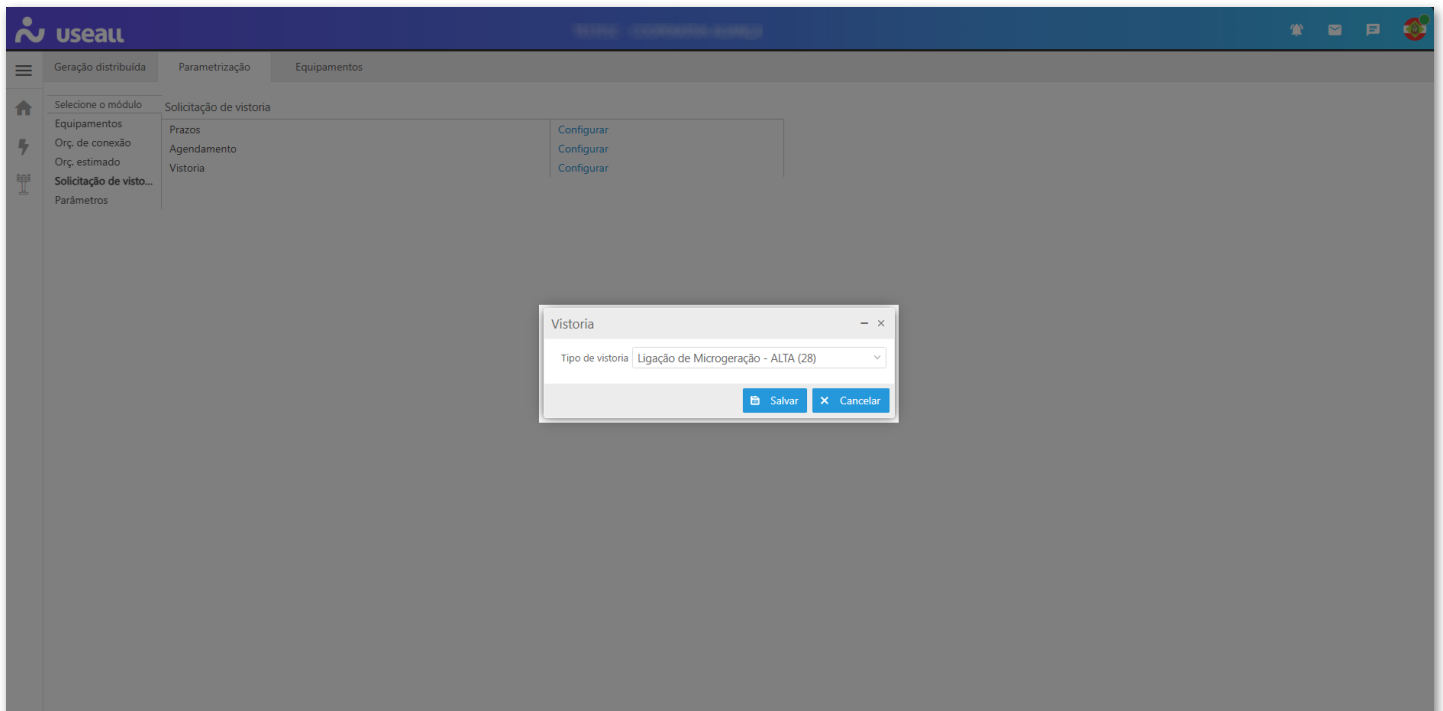 useall
Geração distribuída Parametrização Equipamentos
Selecione o módulo
Equipamentos
Orç. de conexão
Orç. estimado
Solicitação de visto...
Parâmetros
Solicitação de vistoria
Prazos Configurar
Agendamento Configurar
Vistoria Configurar
Vistoria
Tipo de vistoria Ligação de Microgeração - ALTA (28)
Salvar Cancelar